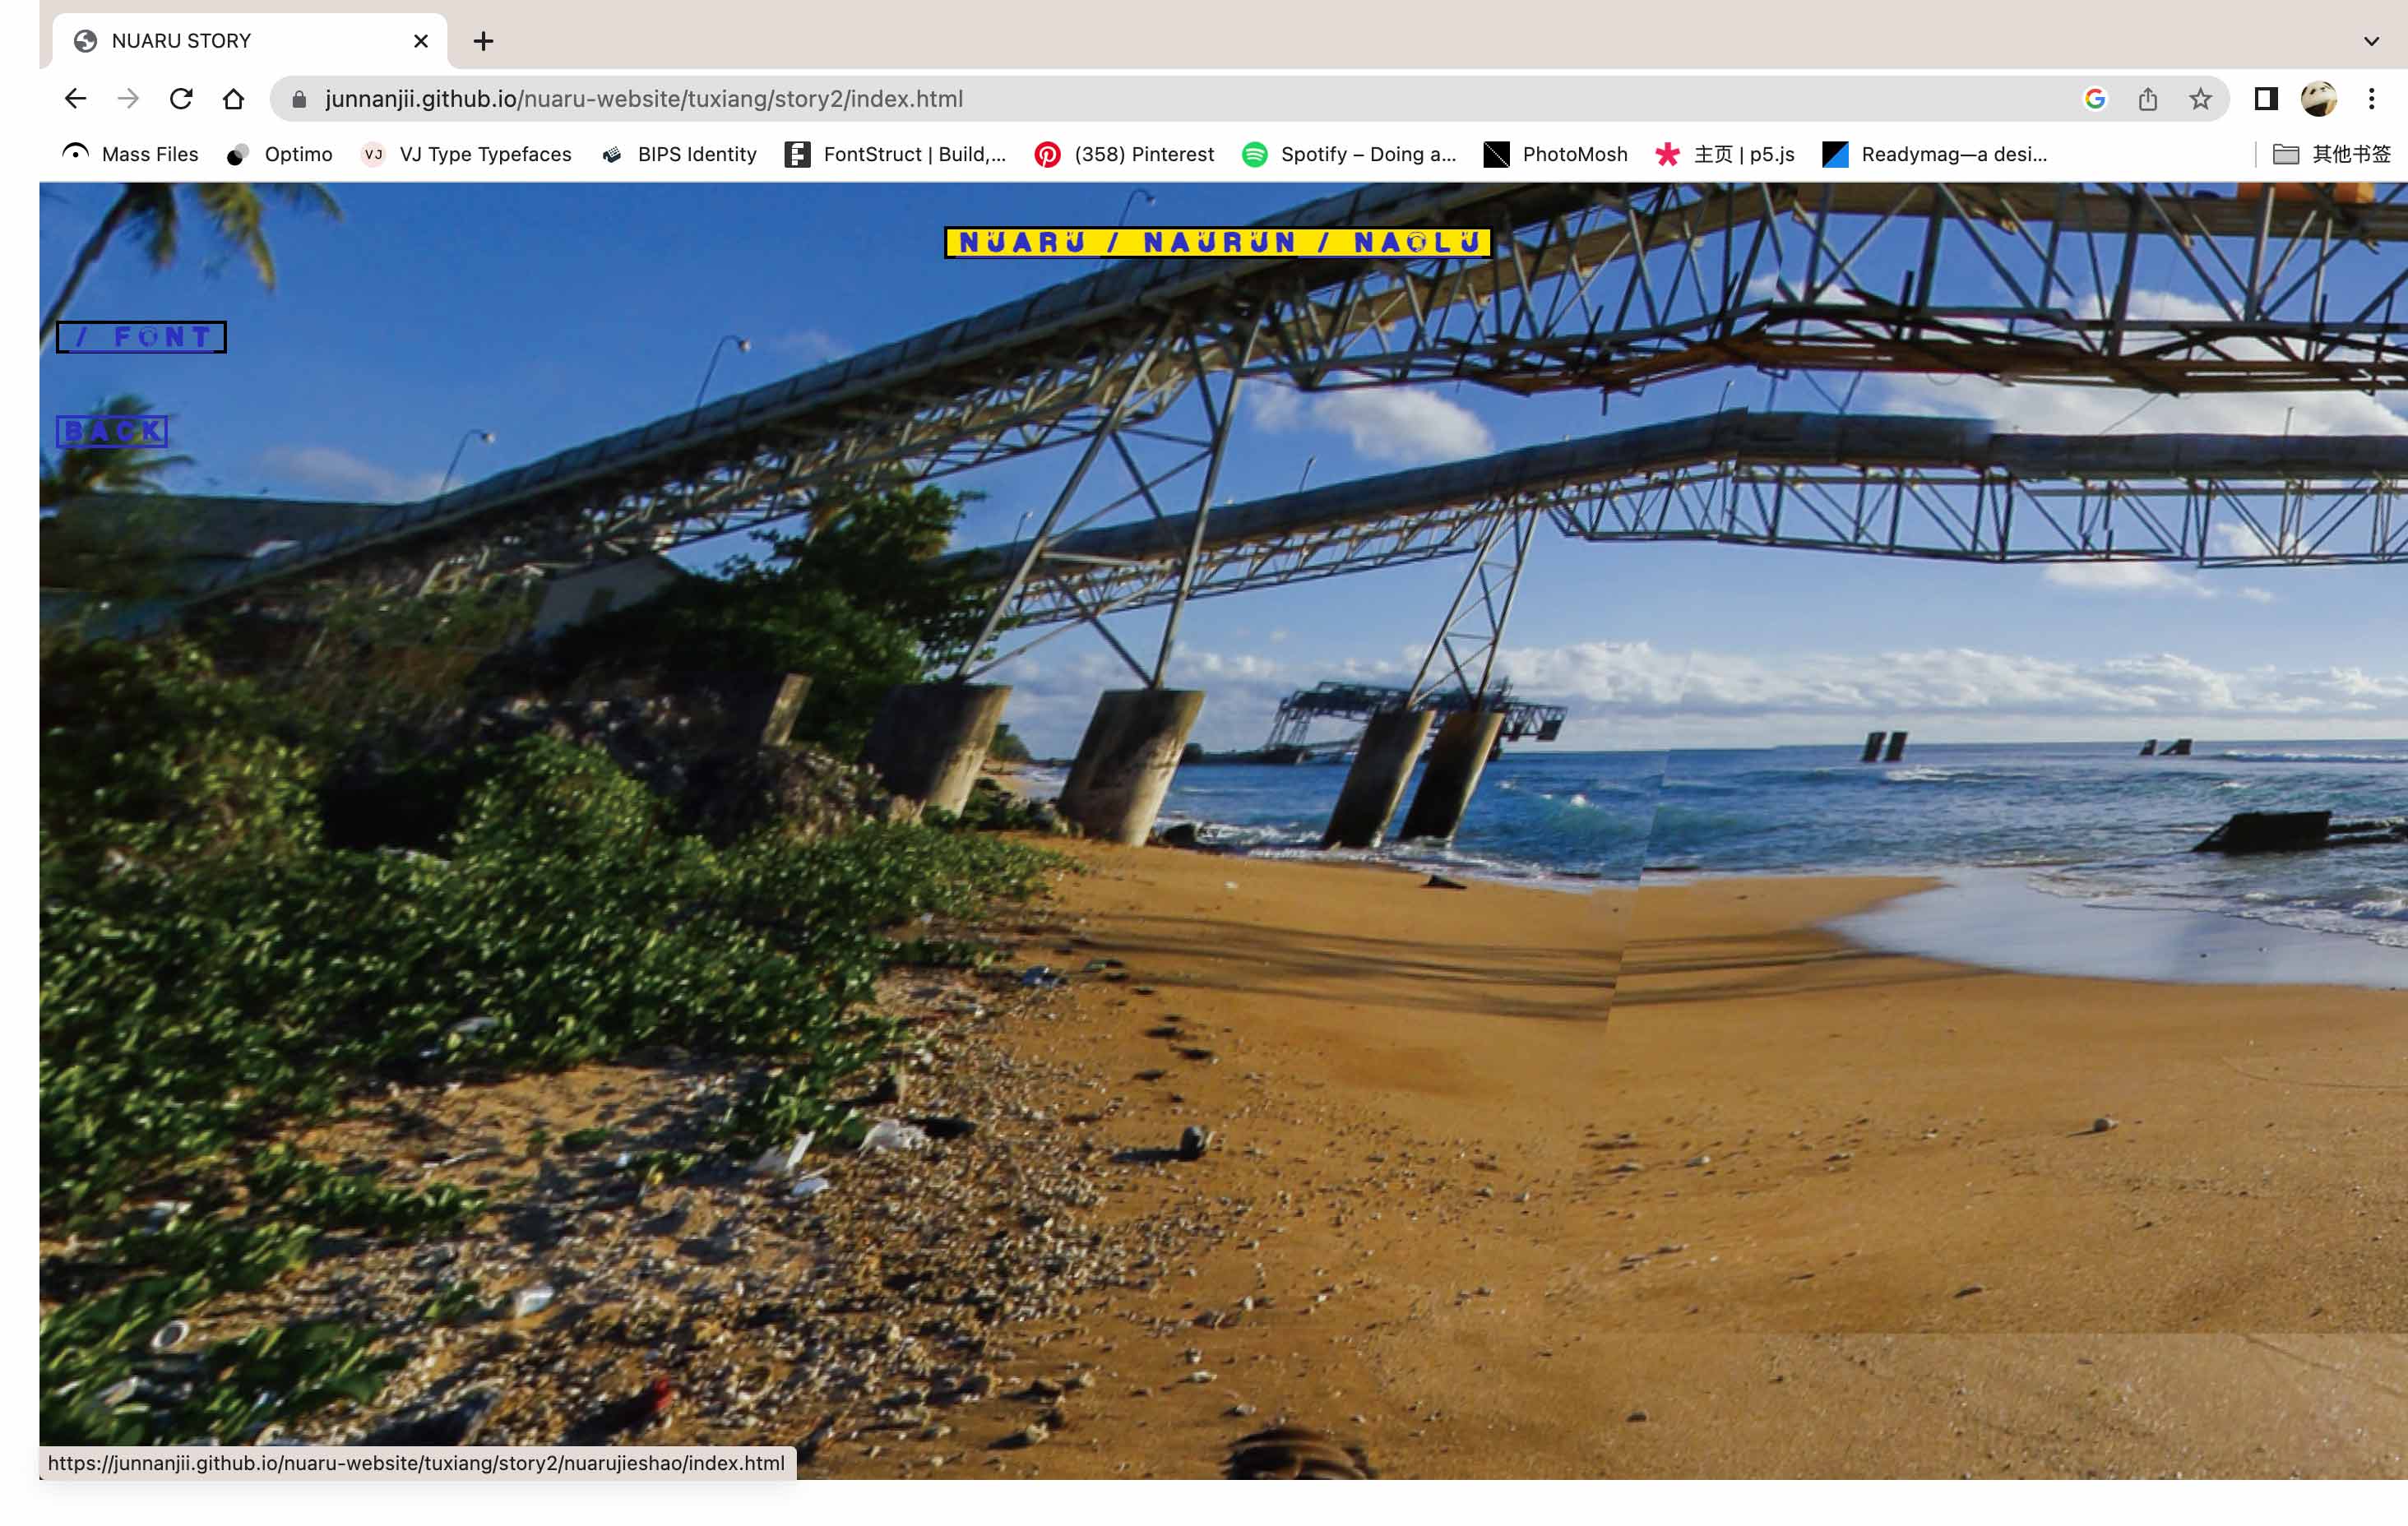 NUARU STORY
junnanjii.github.io/nuaru-website/tuxiang/story2/index.html
Mass Files Optimo VJ VJ Type Typefaces BIPS Identity FontStruct | Build,... (358) Pinterest Spotify – Doing a... PhotoMosh 主页 | p5.js Readymag—a desi... 其他书签
NUARU / NAURUN / NAOLU
/ FONT
BACK
https://junnanjii.github.io/nuaru-website/tuxiang/story2/nuarujieshao/index.html